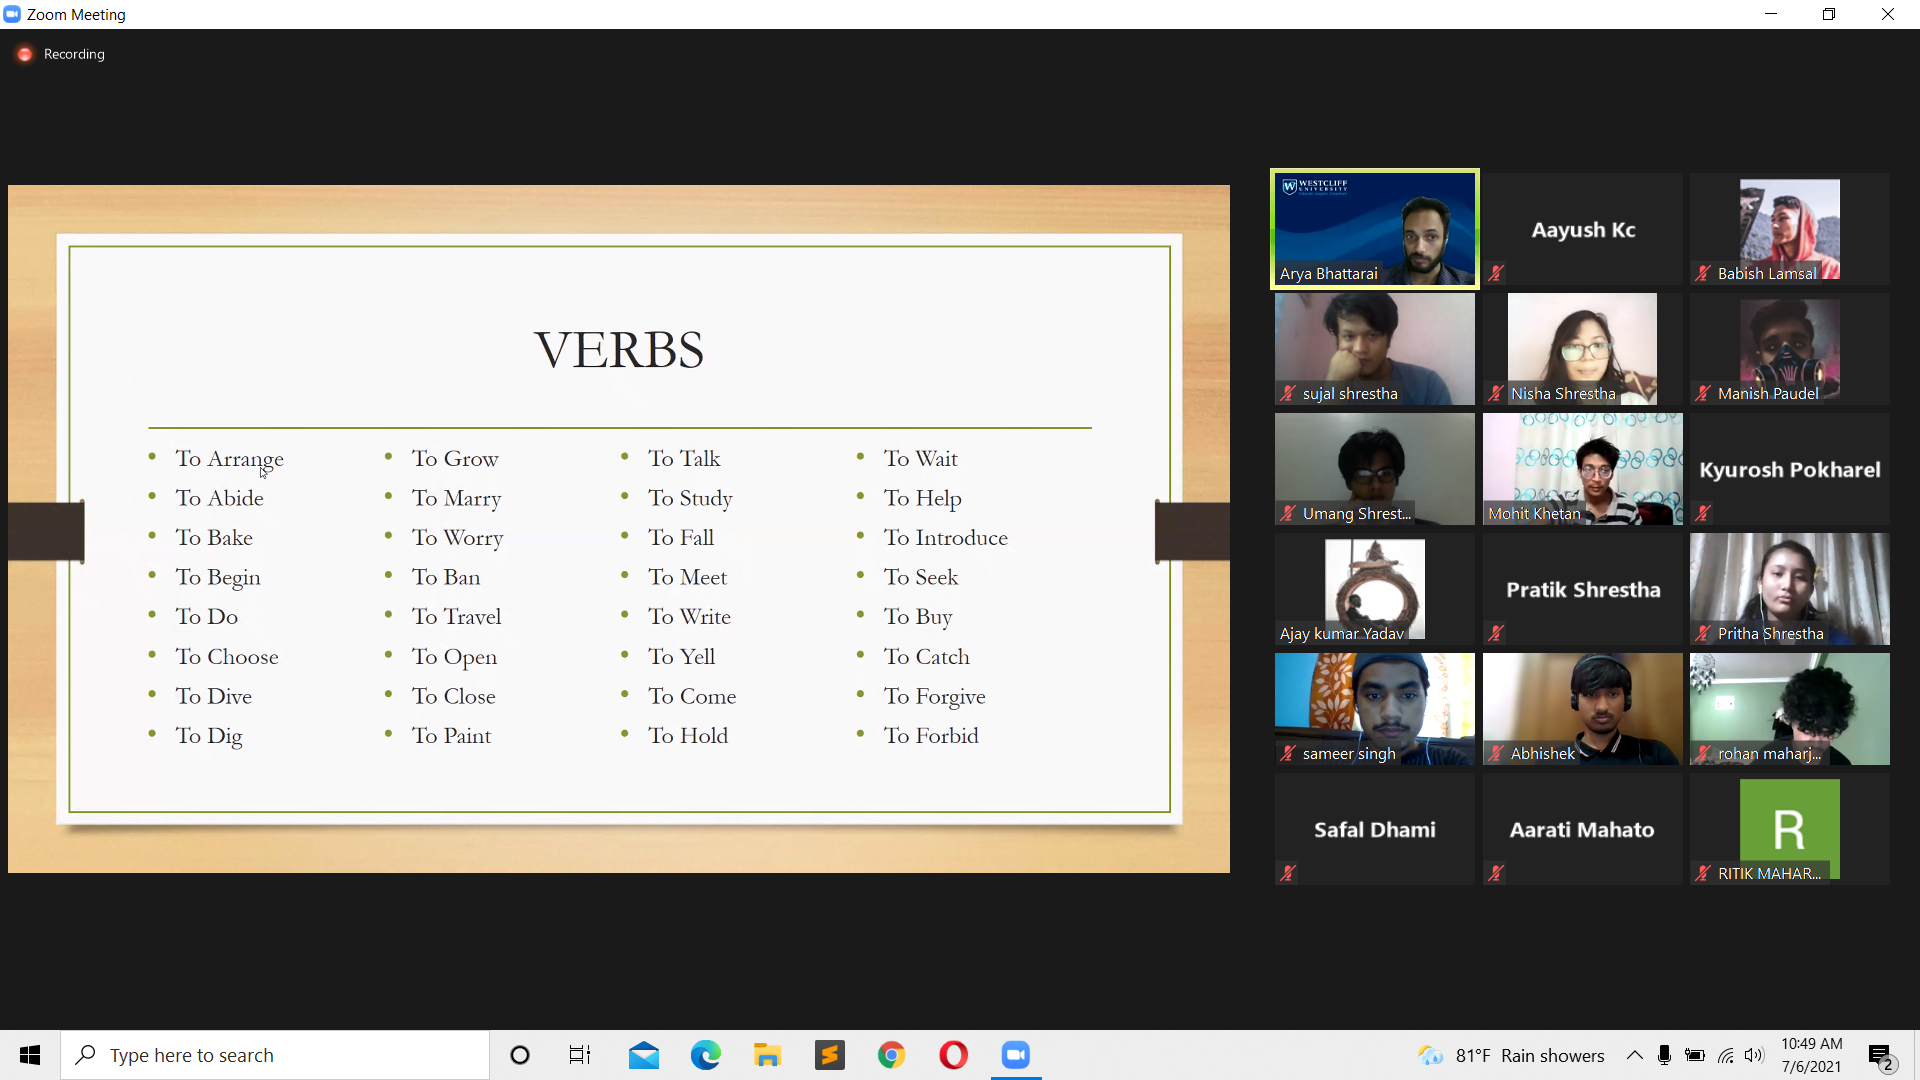 Zoom Meeting
Recording
VERBS
To Arrange
To Abide
To Bake
To Begin
To Do
To Choose
To Dive
To Dig
To Grow
To Marry
To Worry
To Ban
To Travel
To Open
To Close
To Paint
To Talk
To Study
To Fall
To Meet
To Write
To Yell
To Come
To Hold
To Wait
To Help
To Introduce
To Seek
To Buy
To Catch
To Forgive
To Forbid
WESTCLIFF
UNIVERSITY
Arya Bhattarai
Aayush Kc
Babish Lamsal
sujal shrestha
Nisha Shrestha
Manish Paudel
Umang Shrest...
Mohit Khetan
Kyurosh Pokharel
Ajay kumar Yadav
Pratik Shrestha
Pritha Shrestha
sameer singh
Abhishek
rohan maharj...
Safal Dhami
Aarati Mahato
R
RITIK MAHAR...
Type here to search
81°F Rain showers
10:49 AM
7/6/2021
2